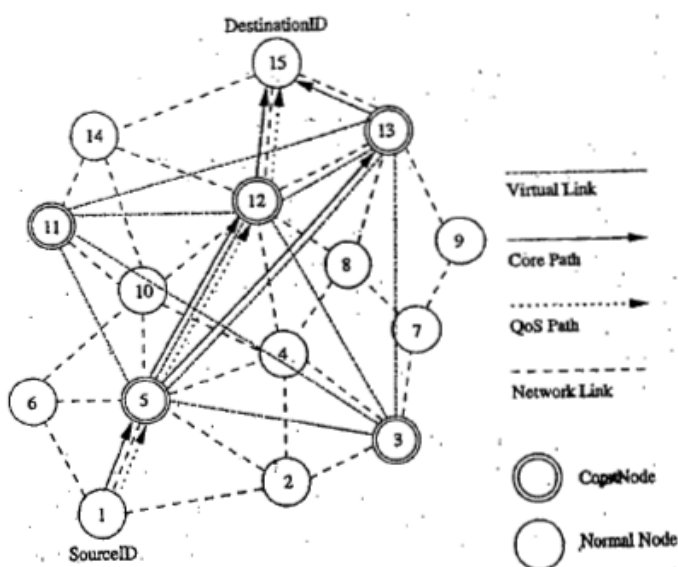 DestinationID
15
14
13
12
11
9
8
10
7
4
6
5
3
2
1
SourceID
Virtual Link
Core Path
QoS Path
Network Link
Normal Node